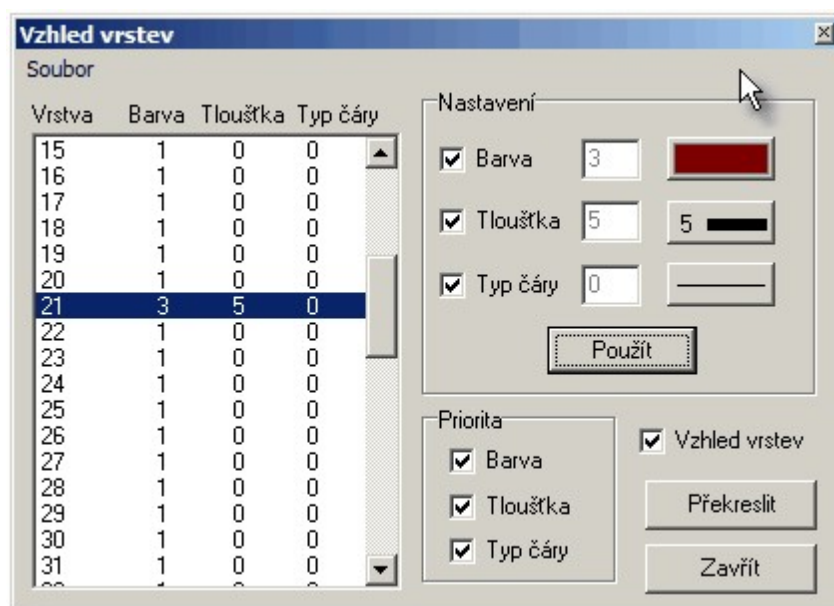 Vzhled vrstev
Soubor
Vrstva Barva Tloušťka Typ čáry
15 1 0 0
16 1 0 0
17 1 0 0
18 1 0 0
19 1 0 0
20 1 0 0
21 3 5 0
22 1 0 0
23 1 0 0
24 1 0 0
25 1 0 0
26 1 0 0
27 1 0 0
28 1 0 0
29 1 0 0
30 1 0 0
31 1 0 0
Nastavení
Barva 3
Tloušťka 5 5
Typ čáry 0
Použít
Priorita
Barva
Tloušťka
Typ čáry
Vzhled vrstev
Překreslit
Zavřít